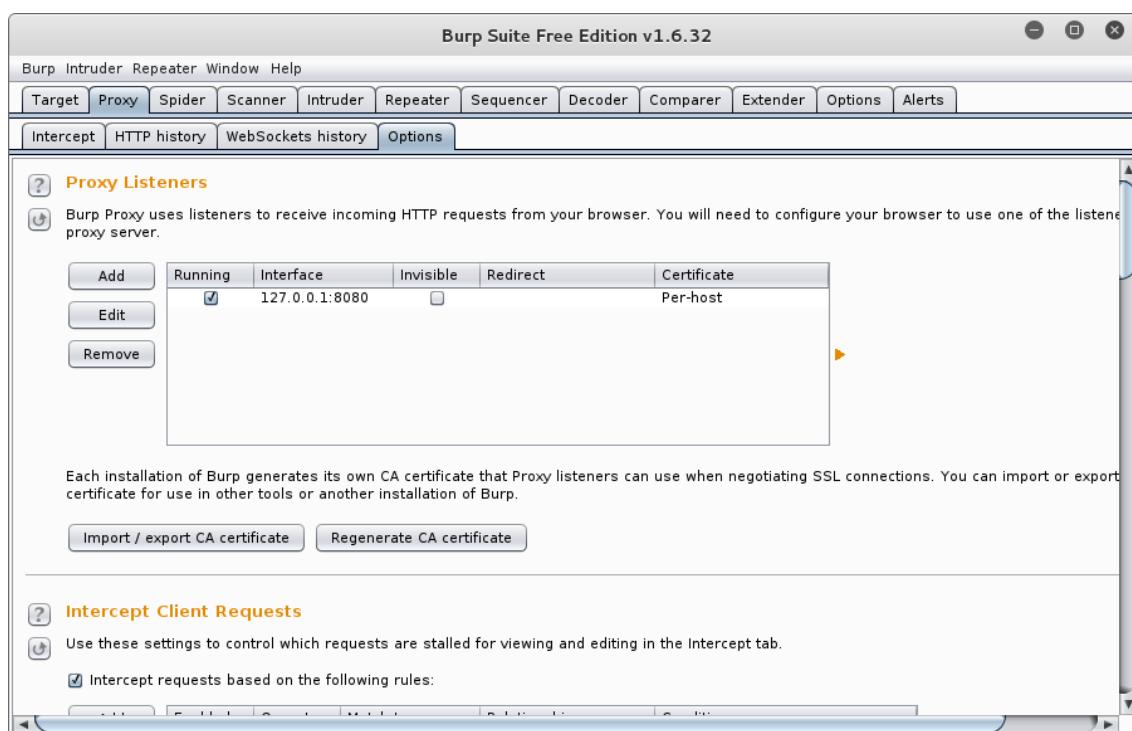 Burp Suite Free Edition v1.6.32
Burp Intruder Repeater Window Help
Target Proxy Spider Scanner Intruder Repeater Sequencer Decoder Comparer Extender Options Alerts
Intercept HTTP history WebSockets history Options
? Proxy Listeners
Burp Proxy uses listeners to receive incoming HTTP requests from your browser. You will need to configure your browser to use one of the
proxy server.
Add Running Interface Invisible Redirect Certificate
127.0.0.1:8080 Per-host
Edit
Remove
Each installation of Burp generates its own CA certificate that Proxy listeners can use when negotiating SSL connections. You can import or export
certificate for use in other tools or another installation of Burp.
Import / export CA certificate Regenerate CA certificate
? Intercept Client Requests
Use these settings to control which requests are stalled for viewing and editing in the Intercept tab.
Intercept requests based on the following rules: